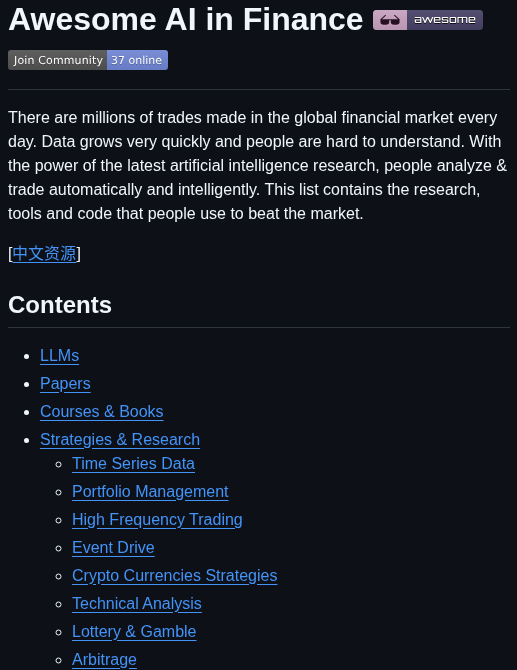 Awesome AI in Finance awesome
Join Community 37 online
There are millions of trades made in the global financial market every
day. Data grows very quickly and people are hard to understand. With
the power of the latest artificial intelligence research, people analyze &
trade automatically and intelligently. This list contains the research,
tools and code that people use to beat the market.
[中文资源]
Contents
LLMs
Papers
Courses & Books
Strategies & Research
Time Series Data
Portfolio Management
High Frequency Trading
Event Drive
Crypto Currencies Strategies
Technical Analysis
Lottery & Gamble
Arbitrage